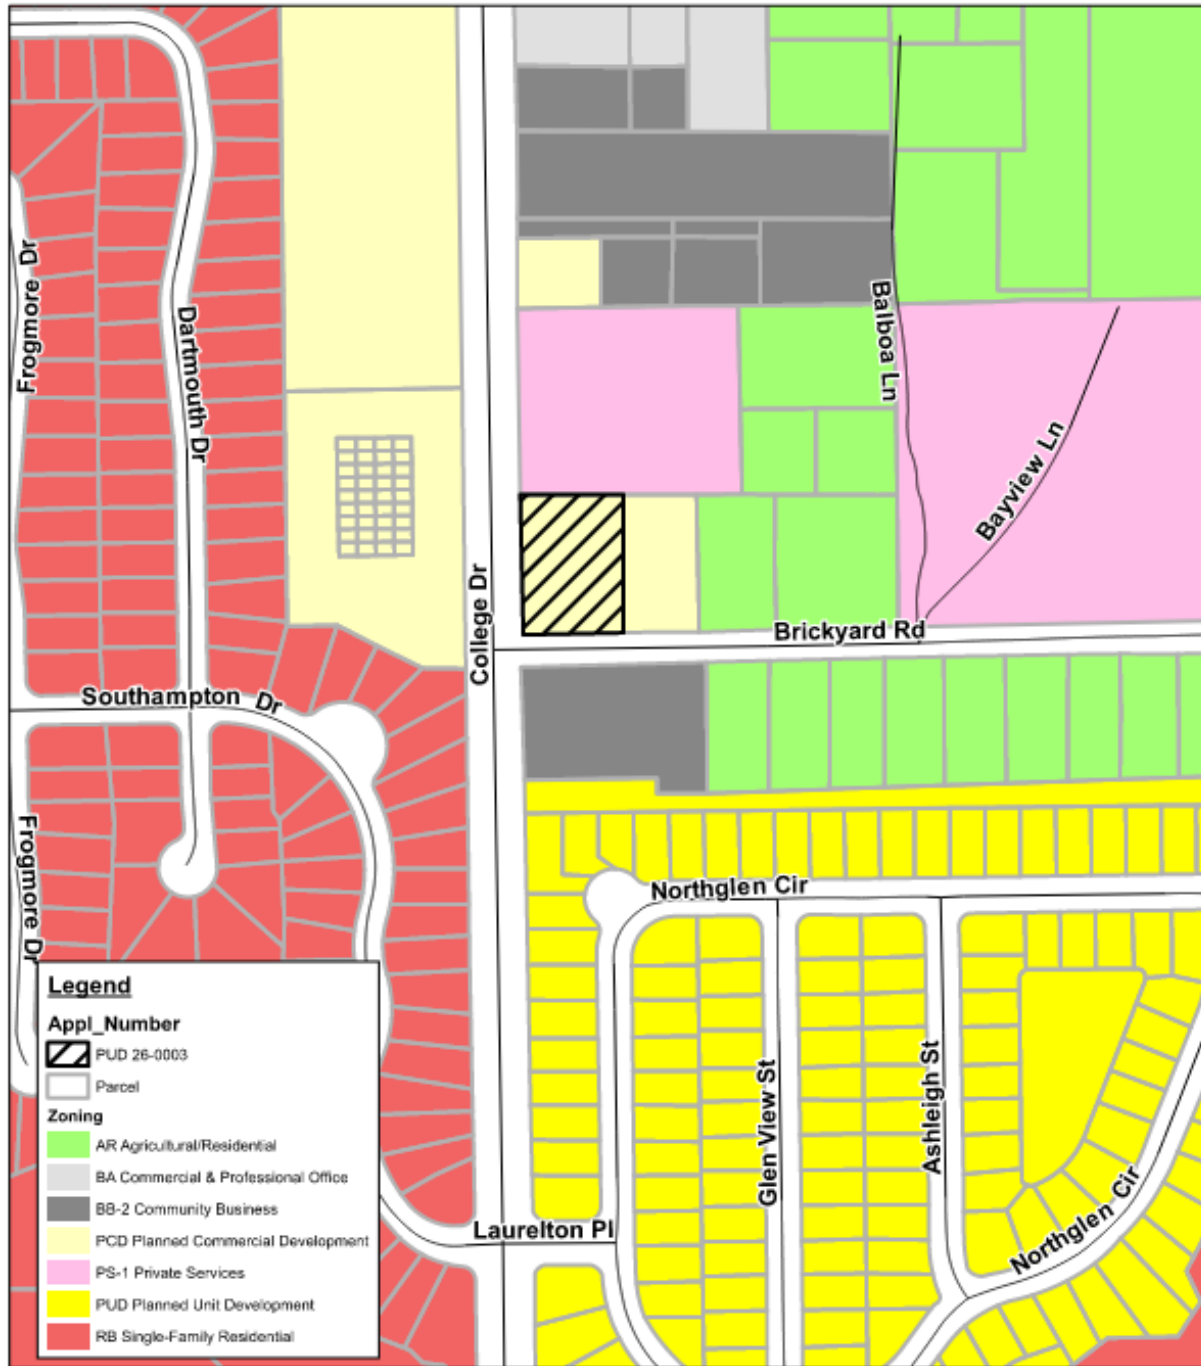 Frogmore Dr
Dartmouth Dr
Balboa Ln
Bayview Ln
College Dr
Brickyard Rd
Southampton Dr
Frogmore Dr
Northglen Cir
Glen View St
Ashleigh St
Northglen Cir
Laurelton Pl
Legend
Appl_Number
PUD 26-0003
Parcel
Zoning
AR Agricultural/Residential
BA Commercial & Professional Office
BB-2 Community Business
PCD Planned Commercial Development
PS-1 Private Services
PUD Planned Unit Development
RB Single-Family Residential